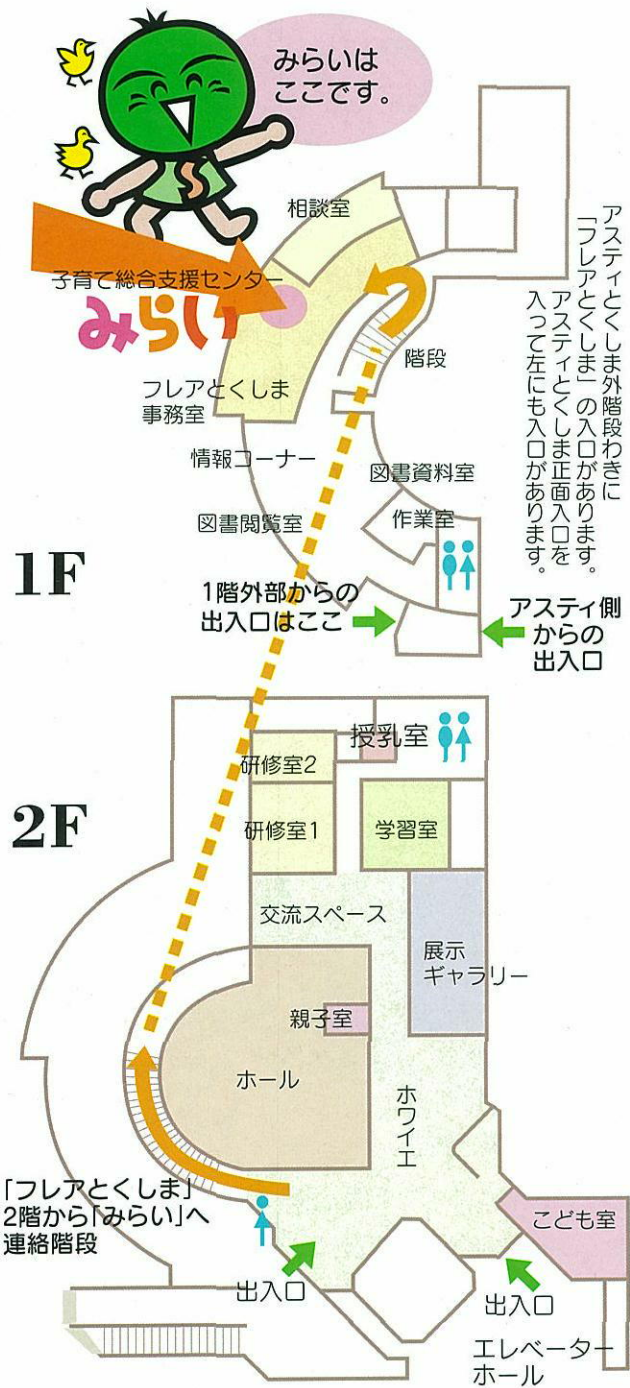 みらいは
ここです。
相談室
子育て総合支援センター
みらい
階段
フレアとくしま
事務室
アスティとくしま外階段わきに
「フレアとくしま」の入口があります。
アスティとくしま正面入口を
入って左にも入口があります。
情報コーナー
図書資料室
図書閲覧室
作業室
1F
1階外部からの
出入口はここ
アスティ側
からの
出入口
授乳室
研修室2
2F
研修室1
学習室
交流スペース
展示
ギャラリー
親子室
ホール
ホワイエ
「フレアとくしま」
2階から「みらい」へ
連絡階段
こども室
出入口
出入口
エレベーター
ホール